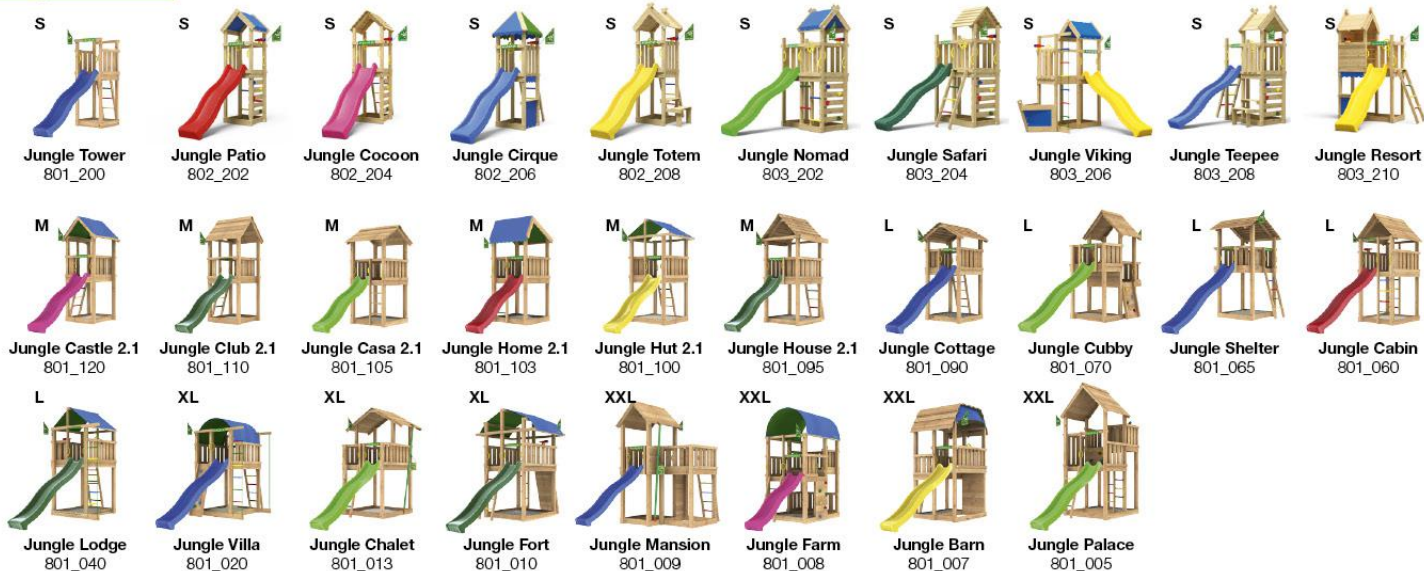 S S S S S S S S S S
Jungle Tower Jungle Patio Jungle Cocoon Jungle Cirque Jungle Totem Jungle Nomad Jungle Safari Jungle Viking Jungle Teepee Jungle Resort
801_200 802_202 802_204 802_206 802_208 803_202 803_204 803_206 803_208 803_210
M M M M M M L L L L
Jungle Castle 2.1 Jungle Club 2.1 Jungle Casa 2.1 Jungle Home 2.1 Jungle Hut 2.1 Jungle House 2.1 Jungle Cottage Jungle Cubby Jungle Shelter Jungle Cabin
801_120 801_110 801_105 801_103 801_100 801_095 801_090 801_070 801_065 801_060
L XL XL XL XXL XXL XXL XXL
Jungle Lodge Jungle Villa Jungle Chalet Jungle Fort Jungle Mansion Jungle Farm Jungle Barn Jungle Palace
801_040 801_020 801_013 801_010 801_009 801_008 801_007 801_005